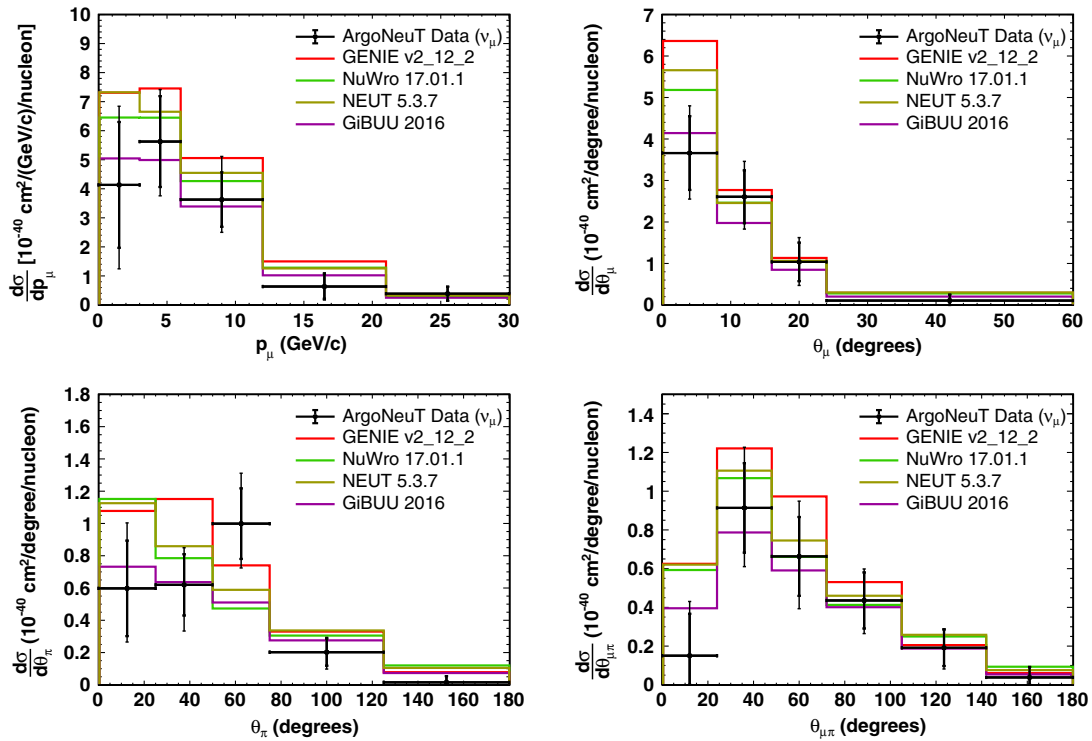 10
9
8
7
6
5
4
3
2
1
0
dσ/dp_μ [10^-40 cm²/(GeV/c)/nucleon]
ArgoNeuT Data (ν_μ)
GENIE v2_12_2
NuWro 17.01.1
NEUT 5.3.7
GiBUU 2016
0 5 10 15 20 25 30
p_μ (GeV/c)
7
6
5
4
3
2
1
0
dσ/dθ_μ (10^-40 cm²/degree/nucleon)
ArgoNeuT Data (ν_μ)
GENIE v2_12_2
NuWro 17.01.1
NEUT 5.3.7
GiBUU 2016
0 10 20 30 40 50 60
θ_μ (degrees)
1.8
1.6
1.4
1.2
1
0.8
0.6
0.4
0.2
0
dσ/dθ_π (10^-40 cm²/degree/nucleon)
ArgoNeuT Data (ν_μ)
GENIE v2_12_2
NuWro 17.01.1
NEUT 5.3.7
GiBUU 2016
0 20 40 60 80 100 120 140 160 180
θ_π (degrees)
1.4
1.2
1
0.8
0.6
0.4
0.2
0
dσ/dθ_μπ (10^-40 cm²/degree/nucleon)
ArgoNeuT Data (ν_μ)
GENIE v2_12_2
NuWro 17.01.1
NEUT 5.3.7
GiBUU 2016
0 20 40 60 80 100 120 140 160 180
θ_μπ (degrees)